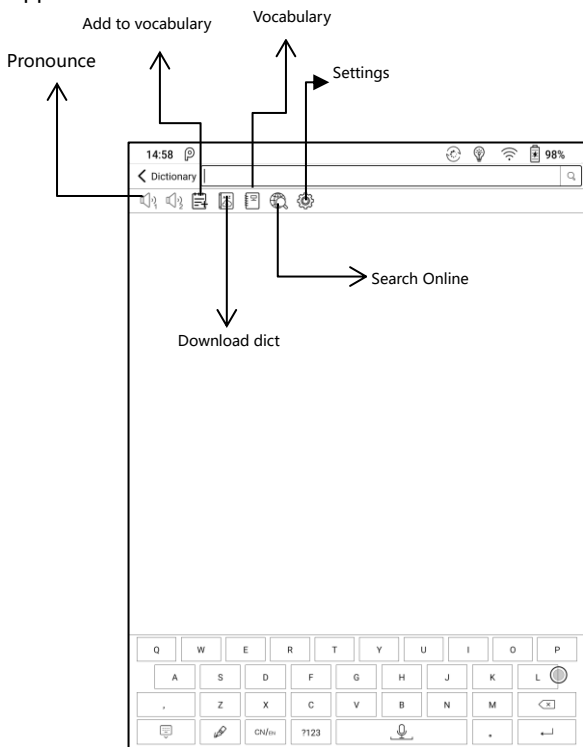 Add to vocabulary
Vocabulary
Pronounce
Settings
14:58
98%
Dictionary
Search Online
Download dict
Q W E R T Y U I O P
A S D F G H J K L
, Z X C V B N M
CN/EN ?123 .